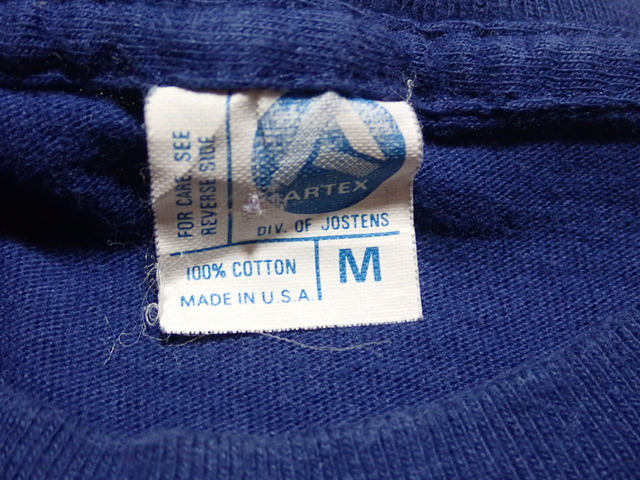 FOR CARE SEE
REVERSE SIDE
ARTEX
DIV. OF JOSTENS
100% COTTON
MADE IN U.S.A.
M